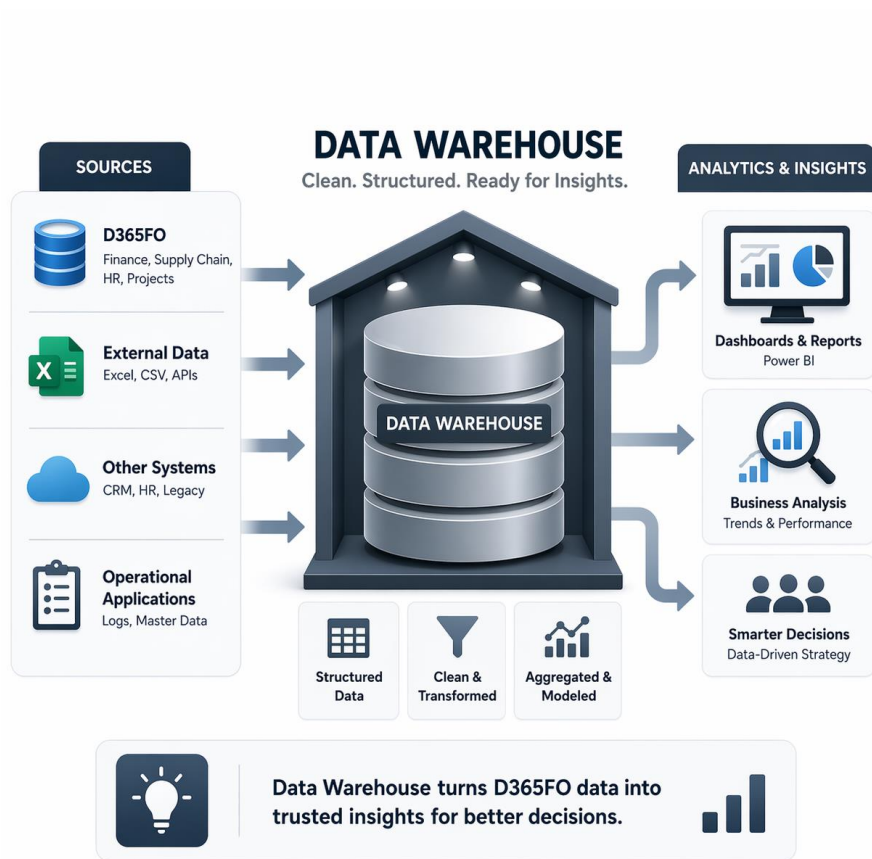 DATA WAREHOUSE
Clean. Structured. Ready for Insights.
SOURCES
D365FO
Finance, Supply Chain,
HR, Projects
X
External Data
Excel, CSV, APIs
Other Systems
CRM, HR, Legacy
Operational
Applications
Logs, Master Data
DATA WAREHOUSE
Structured
Data
Clean &
Transformed
Aggregated &
Modeled
ANALYTICS & INSIGHTS
Dashboards & Reports
Power BI
Business Analysis
Trends & Performance
Smarter Decisions
Data-Driven Strategy
Data Warehouse turns D365FO data into
trusted insights for better decisions.